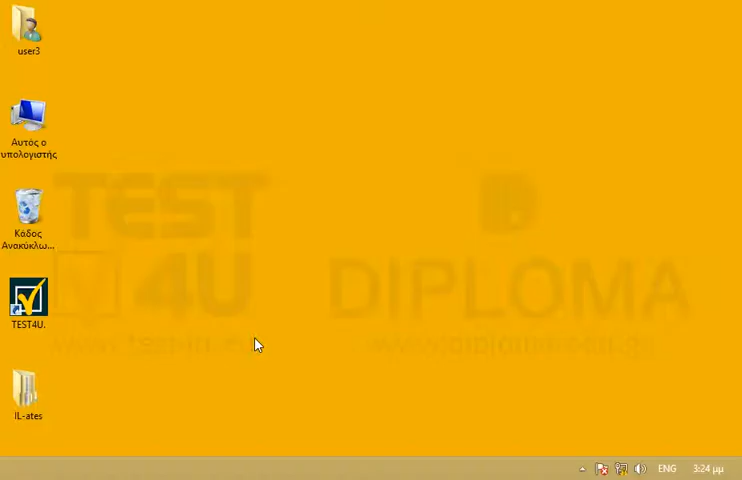 user3
Αυτός ο
υπολογιστής
Κάδος
Ανακύκλω...
TEST4U.
IL-ates
TEST
4U
DIPLOMA
ENG
3:24 μμ